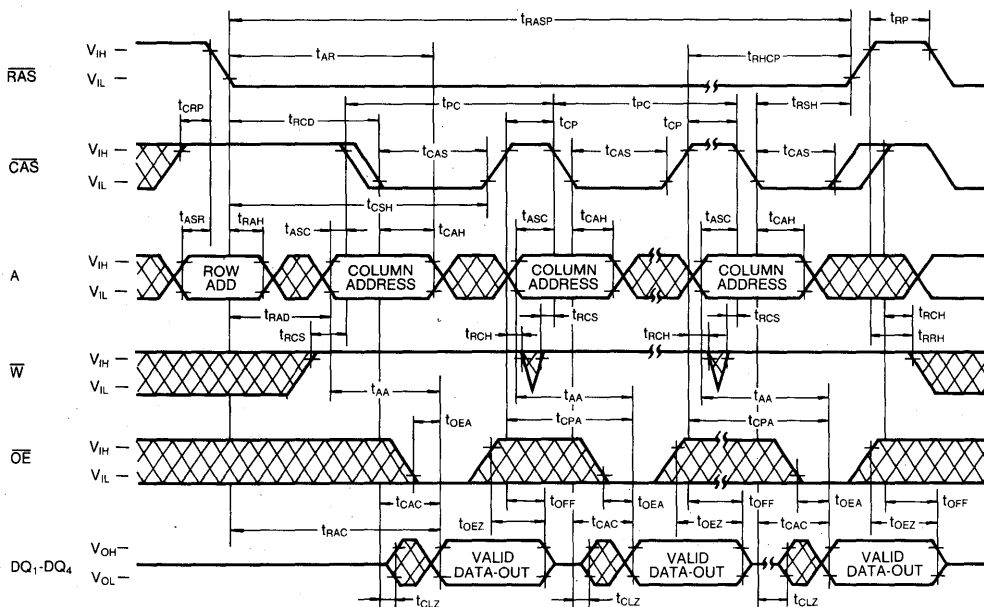 tRASP
tRP
VIH
RAS
VIL
tAR
tRHCP
tCRP
tRCD
tPC
tPC
tRSH
tCP
tCP
VIH
CAS
VIL
tCAS
tCAS
tCAS
tCSH
tASR
tRAH
tASC
tCAH
tASC
tCAH
tASC
tCAH
VIH
A
VIL
ROW ADD
COLUMN ADDRESS
COLUMN ADDRESS
COLUMN ADDRESS
tRAD
tRCS
tRCH
tRCS
tRCH
tRCS
tRCH
tRRH
VIH
W
VIL
tAA
tAA
tAA
tOEA
tCPA
tCPA
VIH
OE
VIL
tCAC
tOFF
tCAC
tOEA
tOFF
tCAC
tOEA
tOFF
tRAC
tOEZ
tOEZ
tOEZ
VOH
DQ1-DQ4
VOL
VALID DATA-OUT
VALID DATA-OUT
VALID DATA-OUT
tCLZ
tCLZ
tCLZ